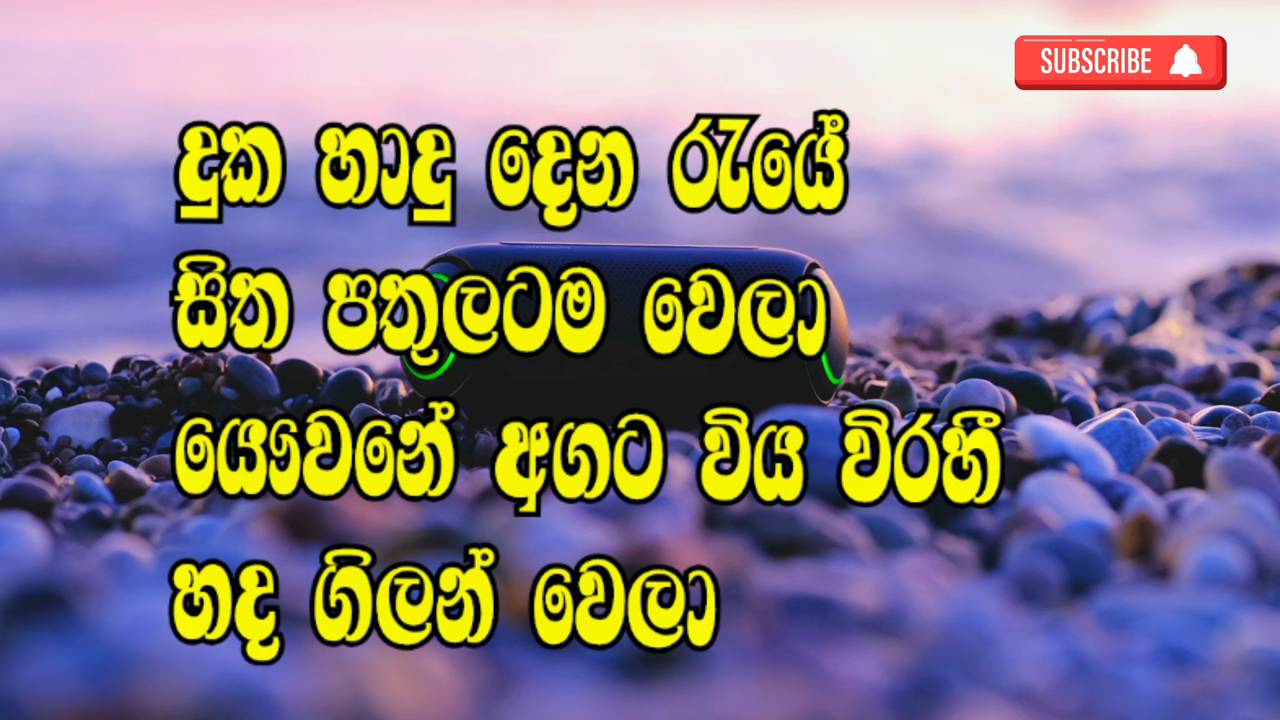 SUBSCRIBE
දුක හාදු දෙන රැයේ
සිත පතුලටම වෙලා
යෞවනේ අගට විය විරහී
හද ගිලන් වෙලා